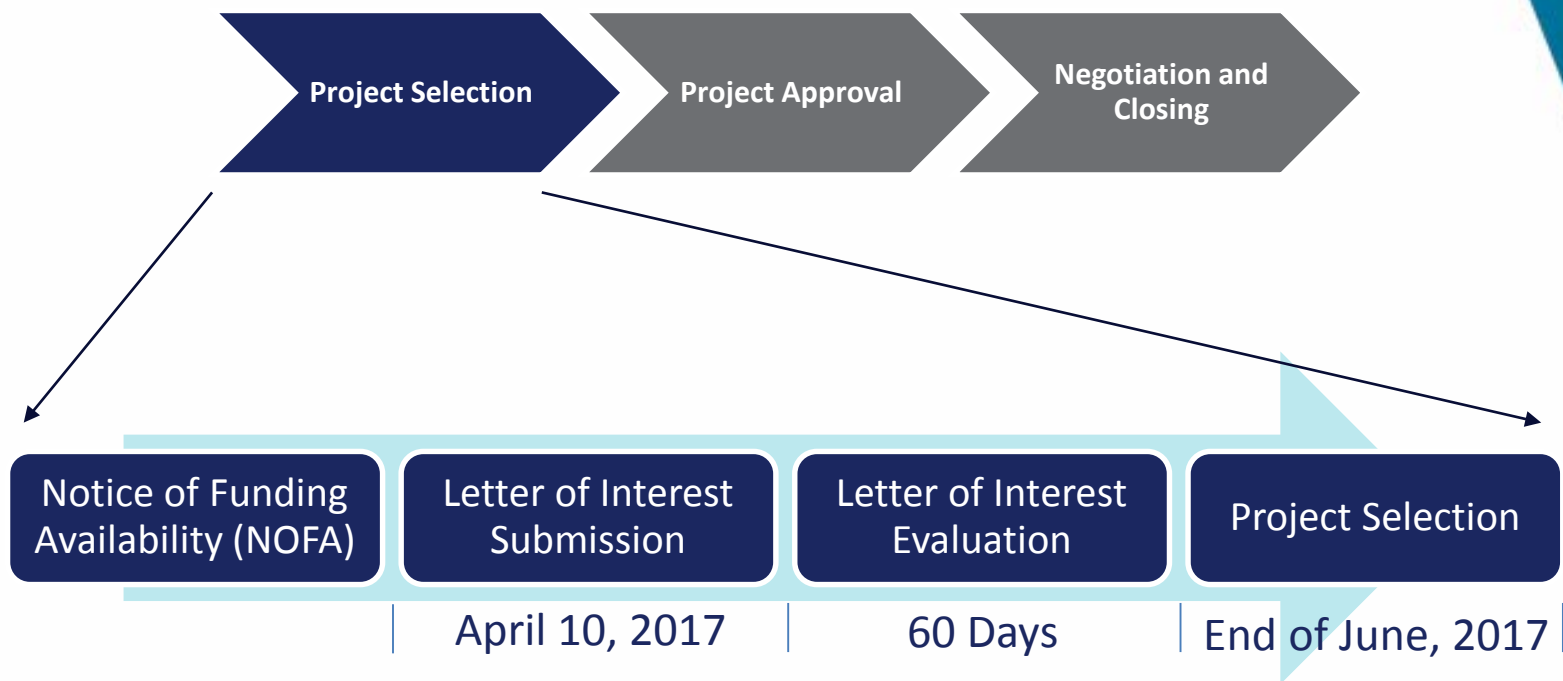 Project Selection
Project Approval
Negotiation and
Closing
Notice of Funding
Availability (NOFA)
Letter of Interest
Submission
Letter of Interest
Evaluation
Project Selection
April 10, 2017
60 Days
End of June, 2017